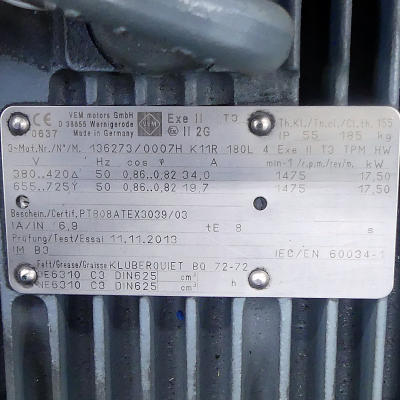 CE VEM motors GmbH Exe II T3 Th.Kl./Th.cl./Cl.th. 155
D 38855 Wernigerode
0637 Made in Germany II 2G IP 55 185 kg
3~Mot.Nr./N°/M. 136273/0007H K11R 180L 4 Exe II T3 TPM HW
V Hz cos φ A min-1/r.p.m./rev/m. kW
380..420Δ 50 0,86..0,82 34,0 1475 17,50
655..725Y 50 0,86..0,82 19,7 1475 17,50
Beschein./Certif. PTB08ATEX3039/03
IA/IN 6,9 tE 8 s
Prüfung/Test/Essai 11.11.2013
IM B3 IEC/EN 60034-1
Fett/Grease/Graisse KLÜBERQUIET BQ 72-72
NE6310 C3 DIN625 cm³ h
NE6310 C3 DIN625 cm³